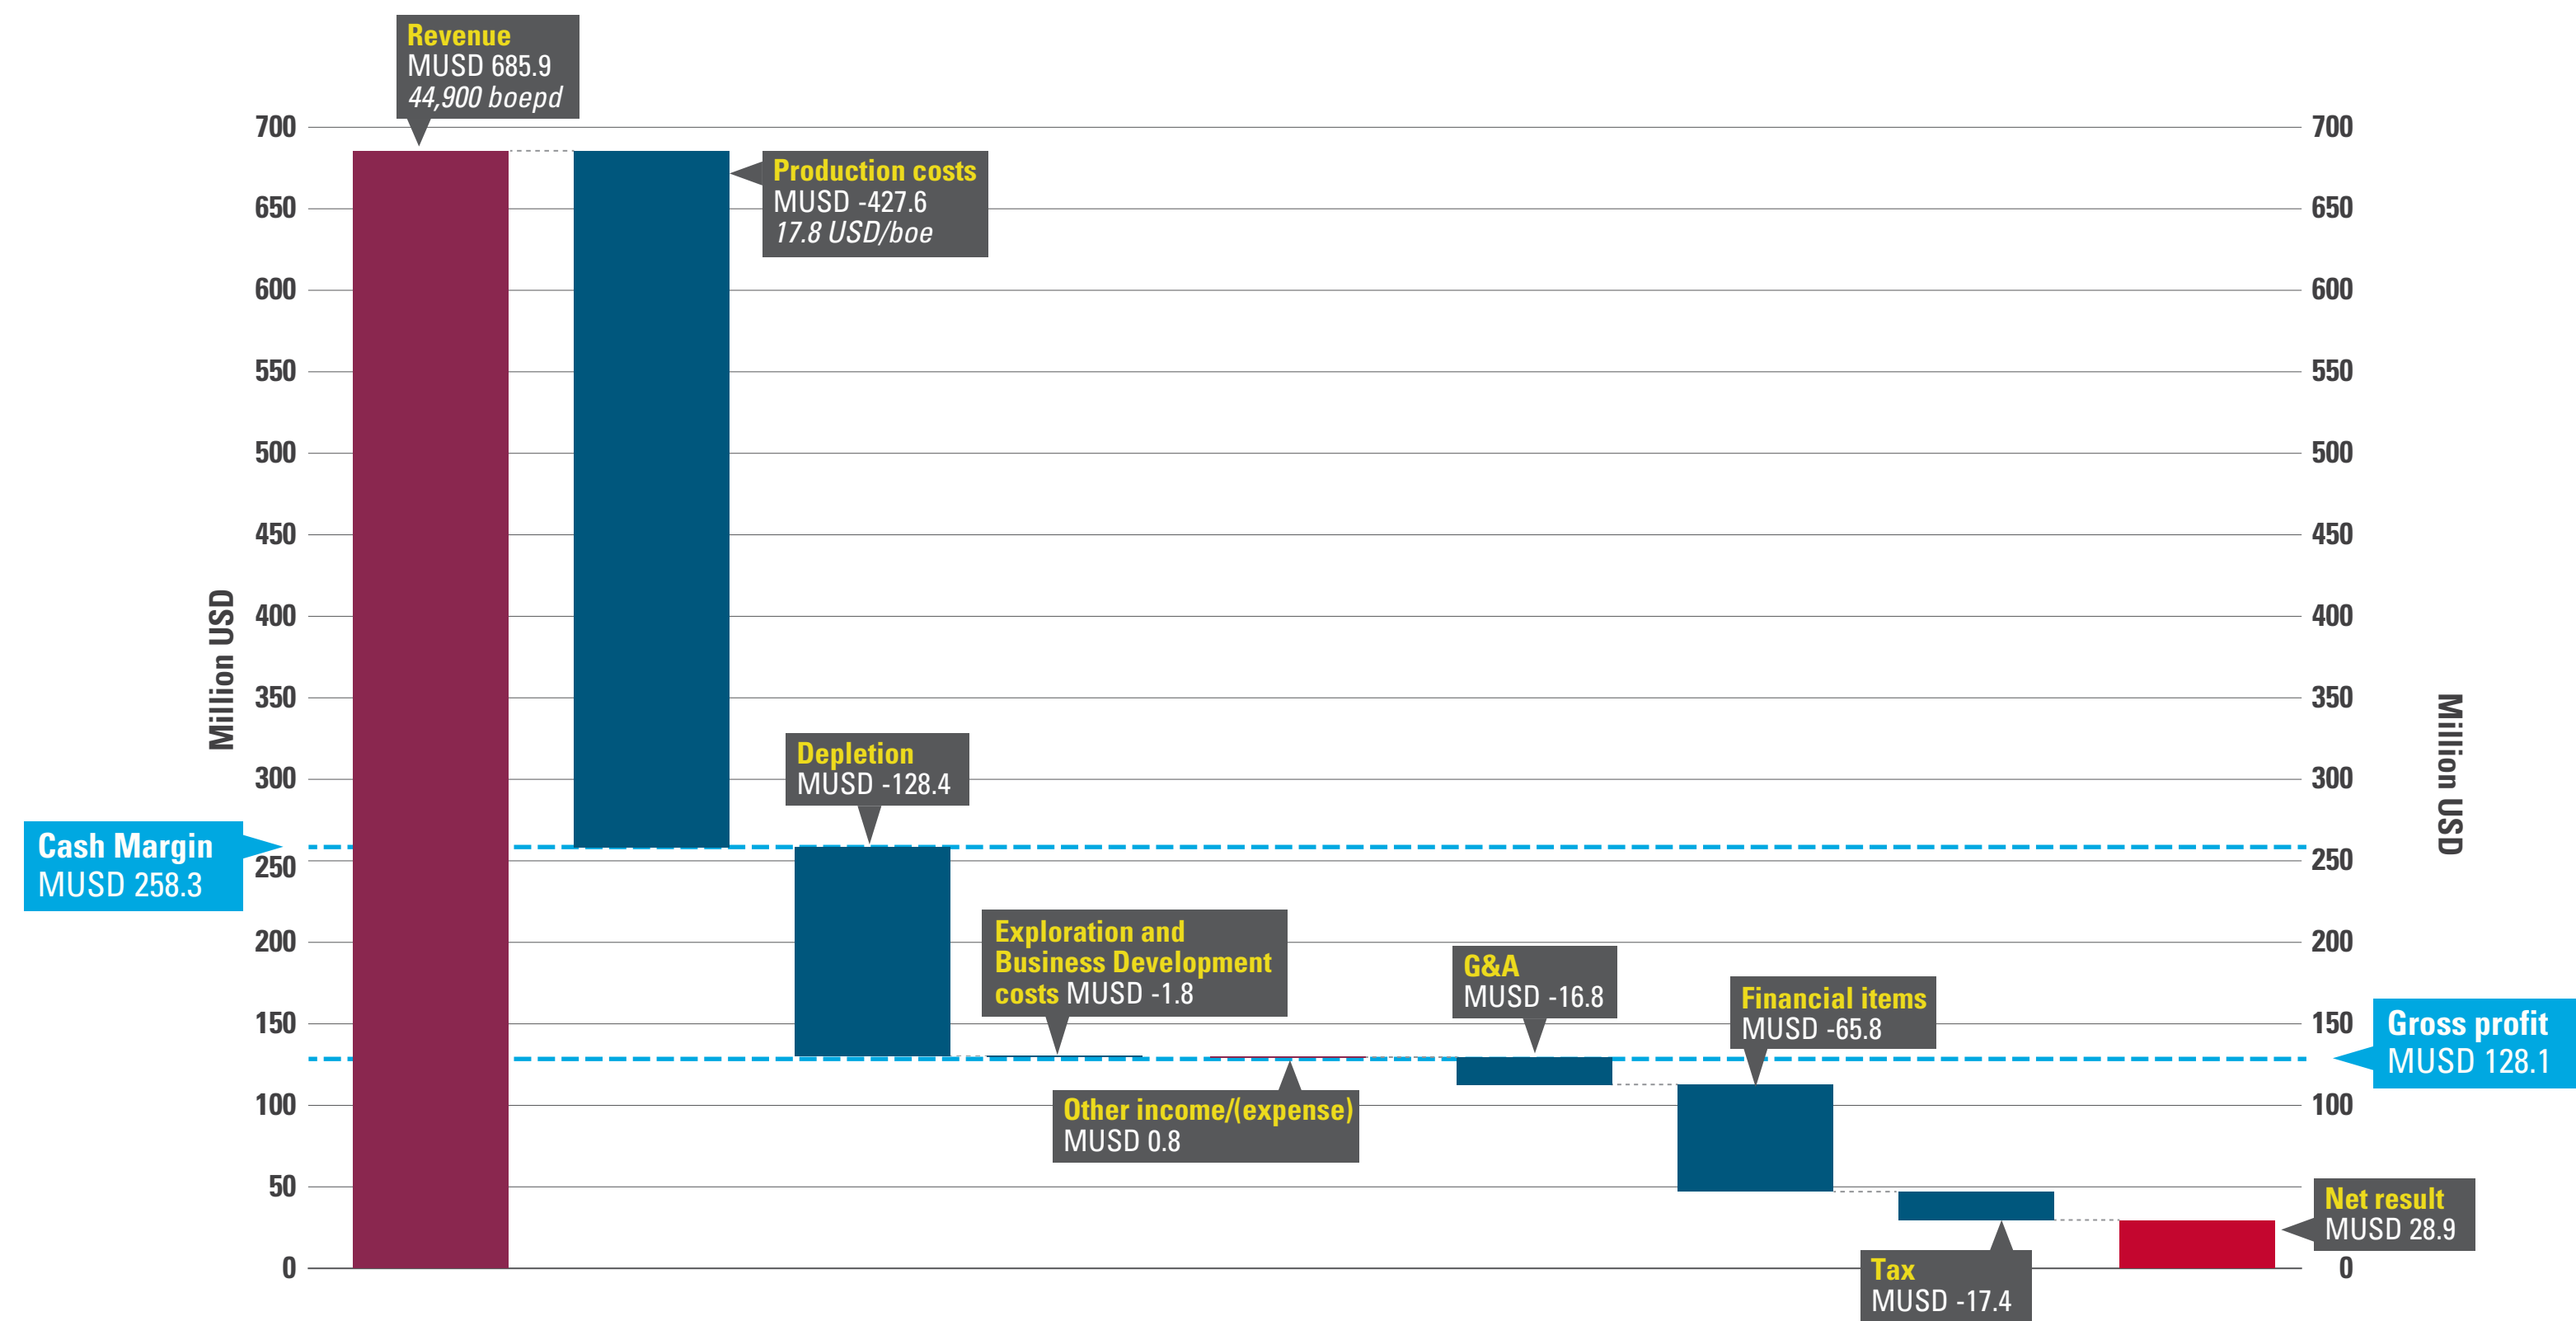 Revenue
MUSD 685.9
44,900 boepd
Production costs
MUSD -427.6
17.8 USD/boe
Depletion
MUSD -128.4
Exploration and
Business Development
costs MUSD -1.8
Other income/(expense)
MUSD 0.8
G&A
MUSD -16.8
Financial items
MUSD -65.8
Tax
MUSD -17.4
Net result
MUSD 28.9
Cash Margin
MUSD 258.3
Gross profit
MUSD 128.1
Million USD
700
650
600
550
500
450
400
350
300
250
200
150
100
50
0
700
650
600
550
500
450
400
350
300
250
200
150
100
0
Million USD